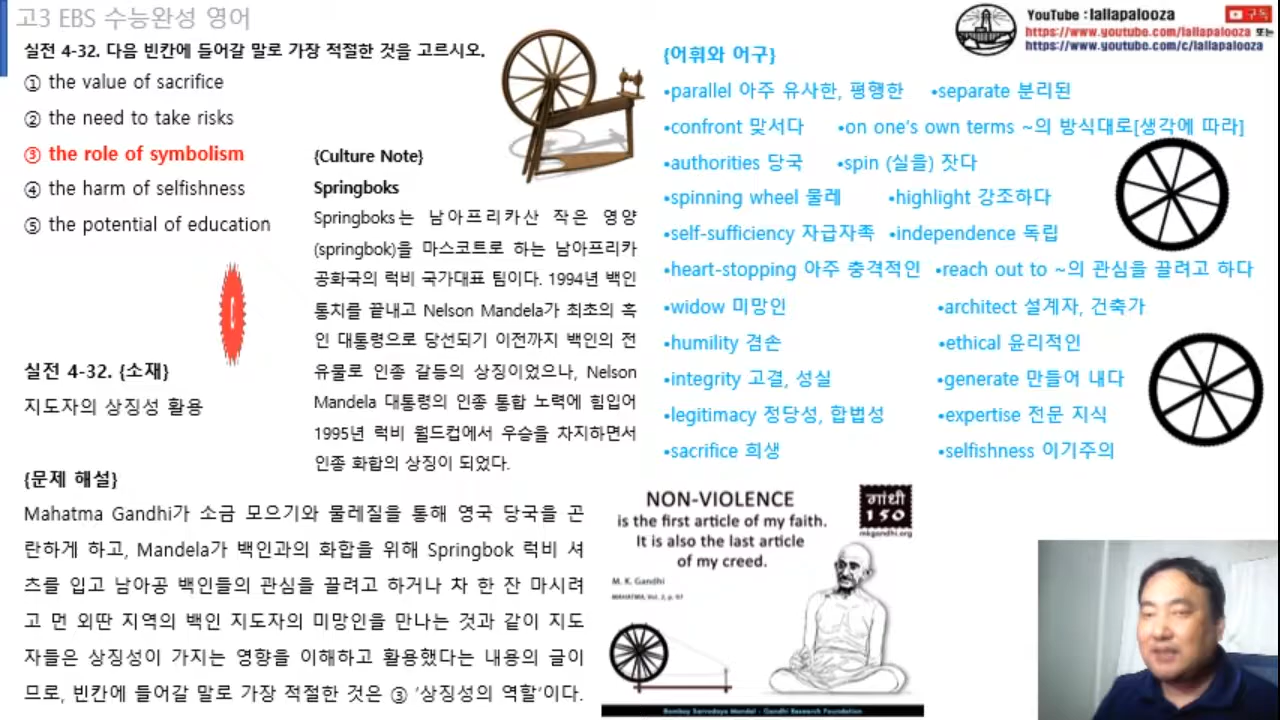 고3 EBS 수능완성 영어
실전 4-32. 다음 빈칸에 들어갈 말로 가장 적절한 것을 고르시오.
① the value of sacrifice
② the need to take risks
③ the role of symbolism
④ the harm of selfishness
⑤ the potential of education
실전 4-32. {소재}
지도자의 상징성 활용
{Culture Note}
Springboks
Springboks는 남아프리카산 작은 영양
(springbok)을 마스코트로 하는 남아프리카
공화국의 럭비 국가대표 팀이다. 1994년 백인
통치를 끝내고 Nelson Mandela가 최초의 흑
인 대통령으로 당선되기 이전까지 백인의 전
유물로 인종 갈등의 상징이었으나, Nelson
Mandela 대통령의 인종 통합 노력에 힘입어
1995년 럭비 월드컵에서 우승을 차지하면서
인종 화합의 상징이 되었다.
{문제 해설}
Mahatma Gandhi가 소금 모으기와 물레질을 통해 영국 당국을 곤
란하게 하고, Mandela가 백인과의 화합을 위해 Springbok 럭비 셔
츠를 입고 남아공 백인들의 관심을 끌려고 하거나 차 한 잔 마시려
고 먼 외딴 지역의 백인 지도자의 미망인을 만나는 것과 같이 지도
자들은 상징성이 가지는 영향을 이해하고 활용했다는 내용의 글이
므로, 빈칸에 들어갈 말로 가장 적절한 것은 ③ ‘상징성의 역할’이다.
YouTube : lallapalooza
구독
https://www.youtube.com/lallapalooza 또는
https://www.youtube.com/c/lallapalooza
{어휘와 어구}
•parallel 아주 유사한, 평행한 •separate 분리된
•confront 맞서다 •on one's own terms ~의 방식대로[생각에 따라]
•authorities 당국 •spin (실을) 잣다
•spinning wheel 물레 •highlight 강조하다
•self-sufficiency 자급자족 •independence 독립
•heart-stopping 아주 충격적인 •reach out to ~의 관심을 끌려고 하다
•widow 미망인 •architect 설계자, 건축가
•humility 겸손 •ethical 윤리적인
•integrity 고결, 성실 •generate 만들어 내다
•legitimacy 정당성, 합법성 •expertise 전문 지식
•sacrifice 희생 •selfishness 이기주의
NON-VIOLENCE
is the first article of my faith.
It is also the last article
of my creed.
M. K. Gandhi
MAHATMA, Vol. 2, p. 97
गांधी
150
mkgandhi.org
Bombay Sarvodaya Mandal - Gandhi Research Foundation